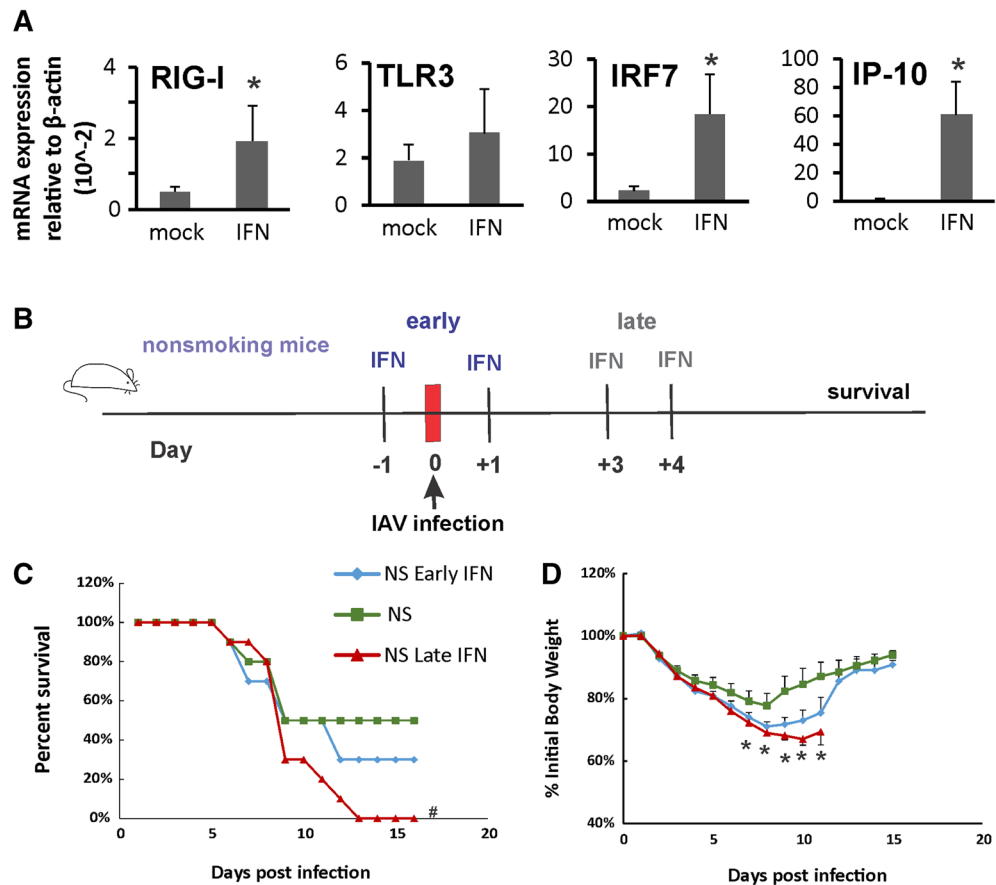 A
mRNA expression
relative to β-actin
(10^-2)
RIG-I
*
4
2
0
mock IFN
TLR3
6
4
2
0
mock IFN
IRF7
*
30
20
10
0
mock IFN
IP-10
*
100
80
60
40
20
0
mock IFN
B
early
late
nonsmoking mice
IFN IFN IFN IFN
survival
Day
-1 0 +1 +3 +4
IAV infection
C
NS Early IFN
NS
NS Late IFN
Percent survival
120%
100%
80%
60%
40%
20%
0%
#
0 5 10 15 20
Days post infection
D
% Initial Body Weight
120%
100%
80%
60%
40%
* * * * *
0 5 10 15 20
Days post infection